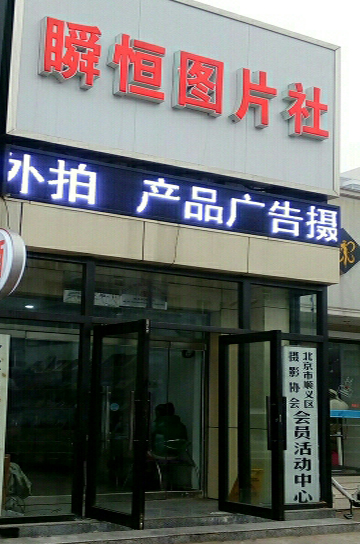 瞬恒图片社
外拍 产品广告摄
北京市顺义区
摄影协会
会员活动中心